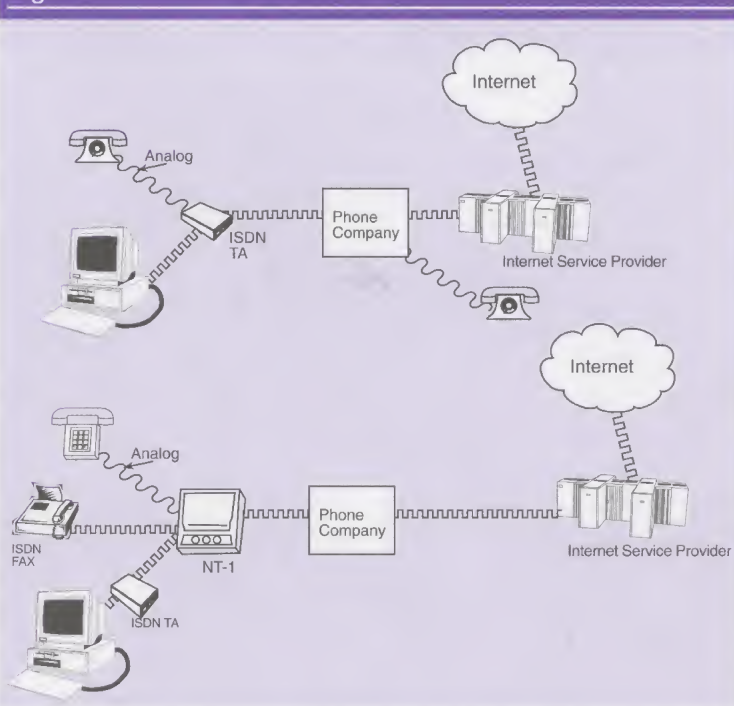 Internet
Analog
ISDN
TA
Phone
Company
Internet Service Provider
Internet
Analog
ISDN
FAX
NT-1
Phone
Company
Internet Service Provider
ISDN TA